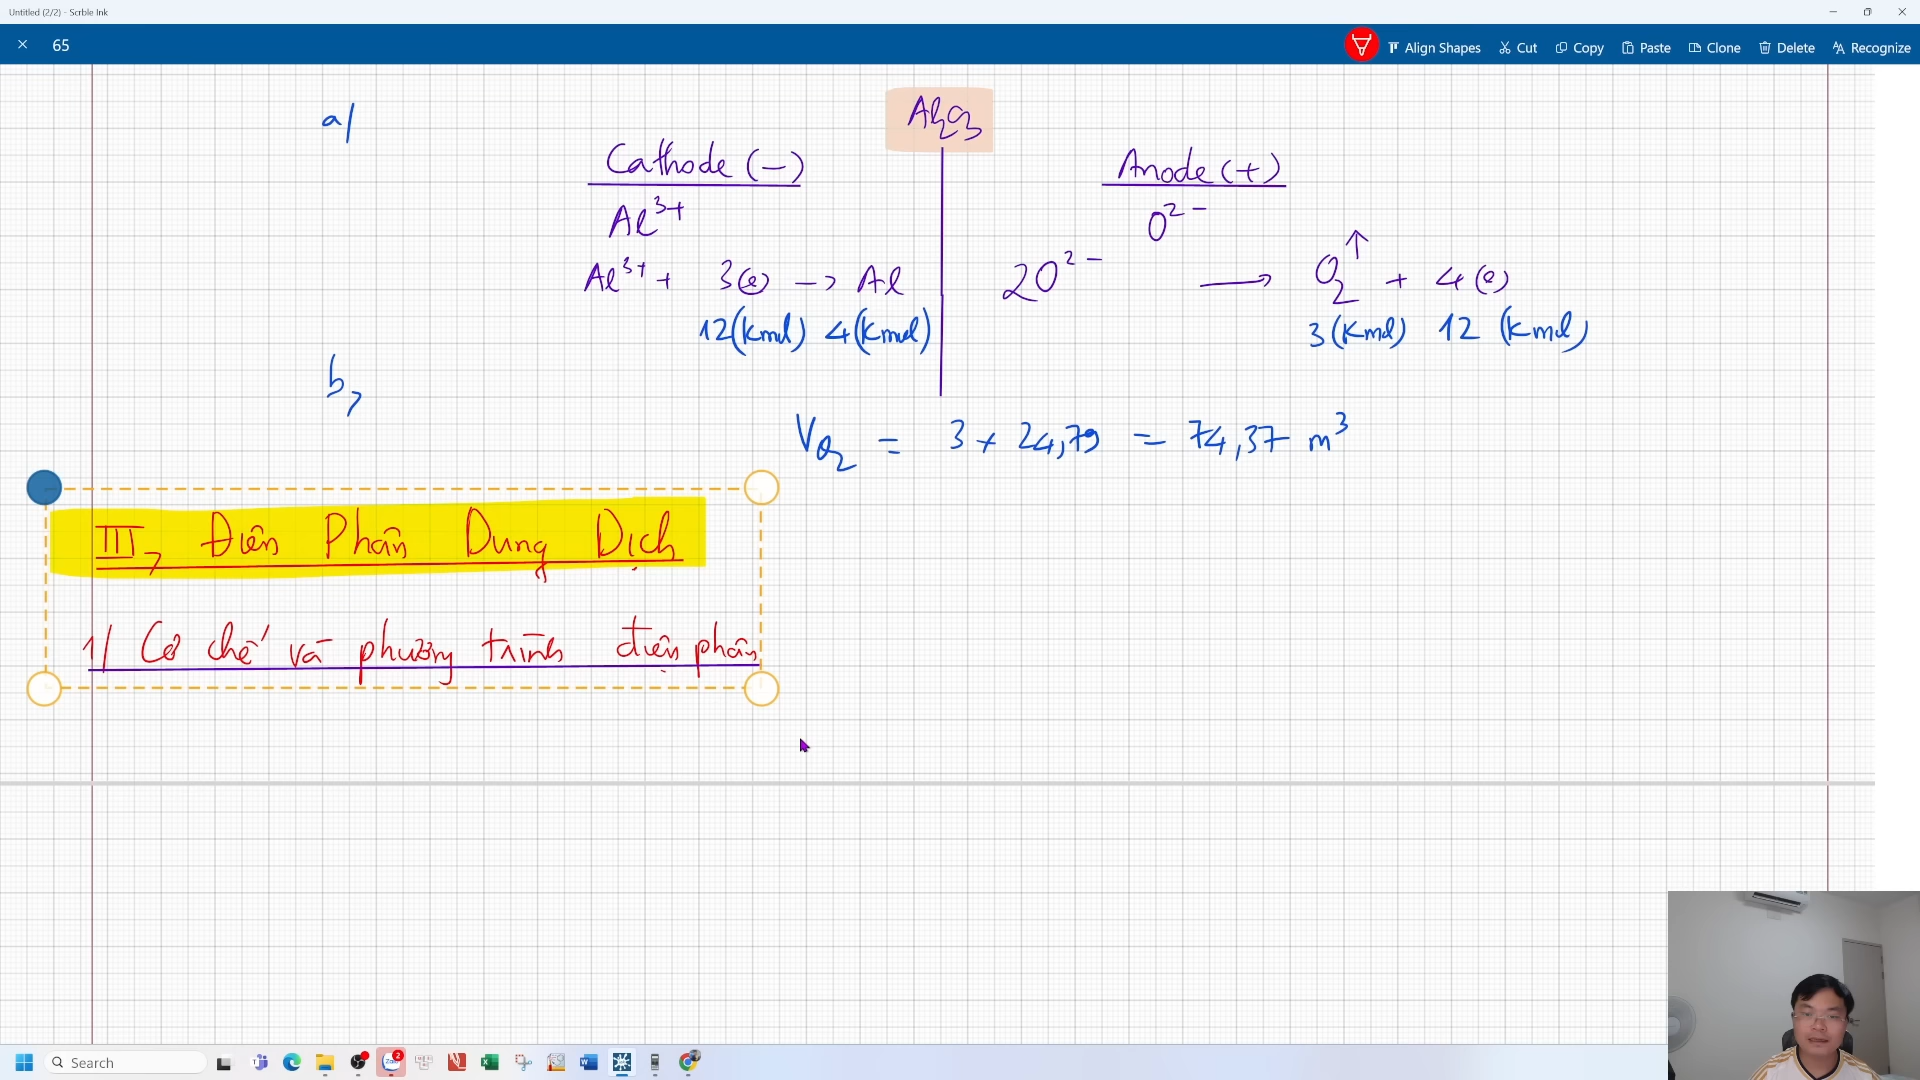 Untitled (2/2) - Scrble Ink
65
Align Shapes Cut Copy Paste Clone Delete Recognize
a/
Al₂O₃
Cathode (-) Anode (+)
Al³⁺ O²⁻
Al³⁺ + 3(e) -> Al 2O²⁻ -> O₂↑ + 4(e)
12(kmol) 4(kmol) 3(kmol) 12 (kmol)
b,
V O₂ = 3 x 24,79 = 74,37 m³
III, Điện Phân Dung Dịch
1/ Cơ chế và phương trình điện phân
Search
2